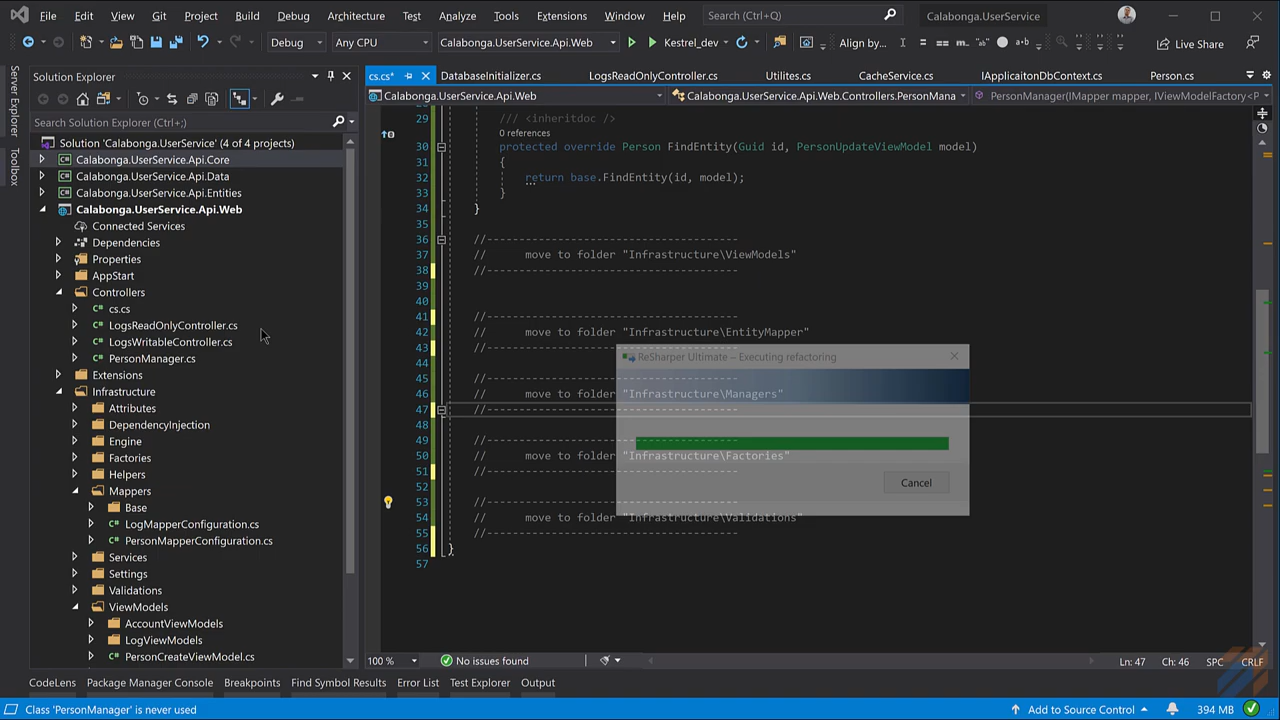 File Edit View Git Project Build Debug Architecture Test Analyze Tools Extensions Window Help Search (Ctrl+Q) Calabonga.UserService
Debug Any CPU Calabonga.UserService.Api.Web Kestrel_dev Align by... Live Share
Server Explorer
Toolbox
Solution Explorer
Search Solution Explorer (Ctrl+;)
Solution 'Calabonga.UserService' (4 of 4 projects)
Calabonga.UserService.Api.Core
Calabonga.UserService.Api.Data
Calabonga.UserService.Api.Entities
Calabonga.UserService.Api.Web
Connected Services
Dependencies
Properties
AppStart
Controllers
cs.cs
LogsReadOnlyController.cs
LogsWritableController.cs
PersonManager.cs
Extensions
Infrastructure
Attributes
DependencyInjection
Engine
Factories
Helpers
Mappers
Base
LogMapperConfiguration.cs
PersonMapperConfiguration.cs
Services
Settings
Validations
ViewModels
AccountViewModels
LogViewModels
PersonCreateViewModel.cs
cs.cs* DatabaseInitializer.cs LogsReadOnlyController.cs Utilites.cs CacheService.cs IApplicaitonDbContext.cs Person.cs
Calabonga.UserService.Api.Web Calabonga.UserService.Api.Web.Controllers.PersonMana PersonManager(IMapper mapper, IViewModelFactory<P
29 /// <inheritdoc />
0 references
30 protected override Person FindEntity(Guid id, PersonUpdateViewModel model)
31 {
32 return base.FindEntity(id, model);
33 }
34 }
35
36 //---------------------------------------
37 // move to folder "Infrastructure\ViewModels"
38 //---------------------------------------
39
40
41 //---------------------------------------
42 // move to folder "Infrastructure\EntityMapper"
43 //---------------------------------------
44
45 //---------------------------------------
46 // move to folder "Infrastructure\Managers"
47 //---------------------------------------
48
49 //---------------------------------------
50 // move to folder "Infrastructure\Factories"
51 //---------------------------------------
52
53 //---------------------------------------
54 // move to folder "Infrastructure\Validations"
55 //---------------------------------------
56 }
57
ReSharper Ultimate – Executing refactoring
Cancel
100 % No issues found Ln: 47 Ch: 46 SPC CRLF
CodeLens Package Manager Console Breakpoints Find Symbol Results Error List Test Explorer Output
Class 'PersonManager' is never used Add to Source Control 394 MB